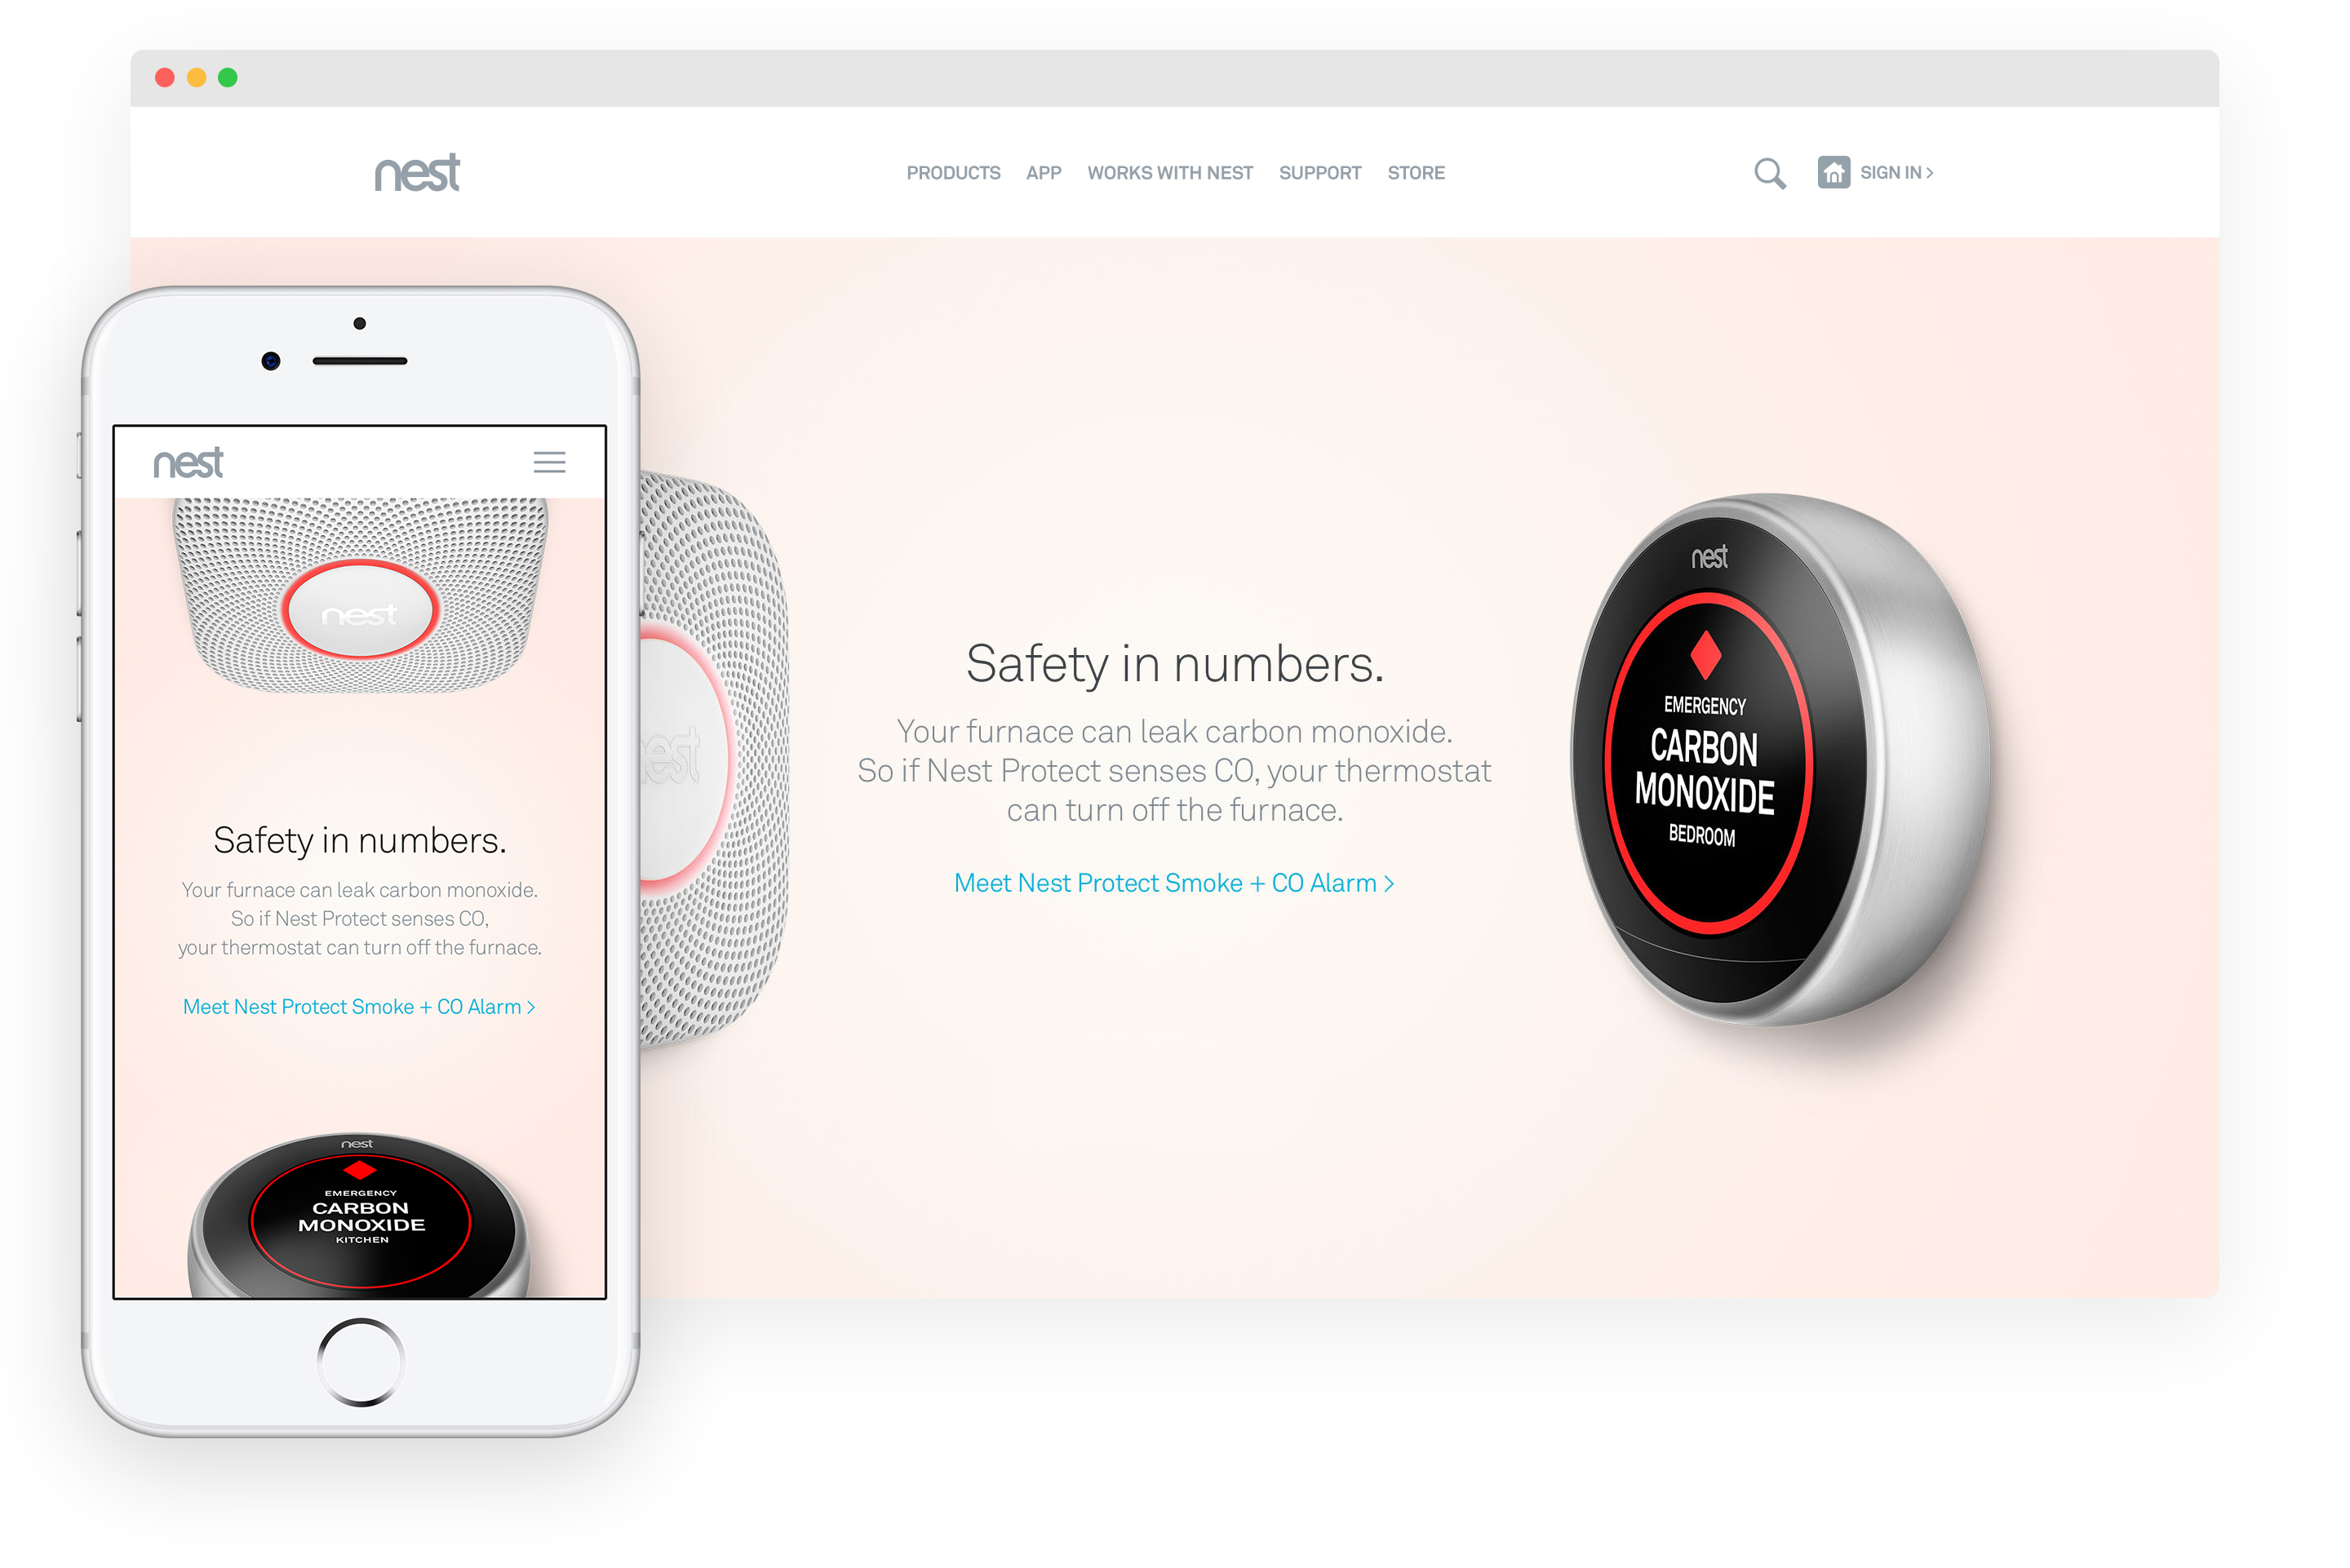 nest
PRODUCTS APP WORKS WITH NEST SUPPORT STORE
SIGN IN >
Safety in numbers.
Your furnace can leak carbon monoxide.
So if Nest Protect senses CO, your thermostat
can turn off the furnace.
Meet Nest Protect Smoke + CO Alarm >
nest
EMERGENCY
CARBON
MONOXIDE
BEDROOM
nest
nest
nest
Safety in numbers.
Your furnace can leak carbon monoxide.
So if Nest Protect senses CO,
your thermostat can turn off the furnace.
Meet Nest Protect Smoke + CO Alarm >
nest
EMERGENCY
CARBON
MONOXIDE
KITCHEN